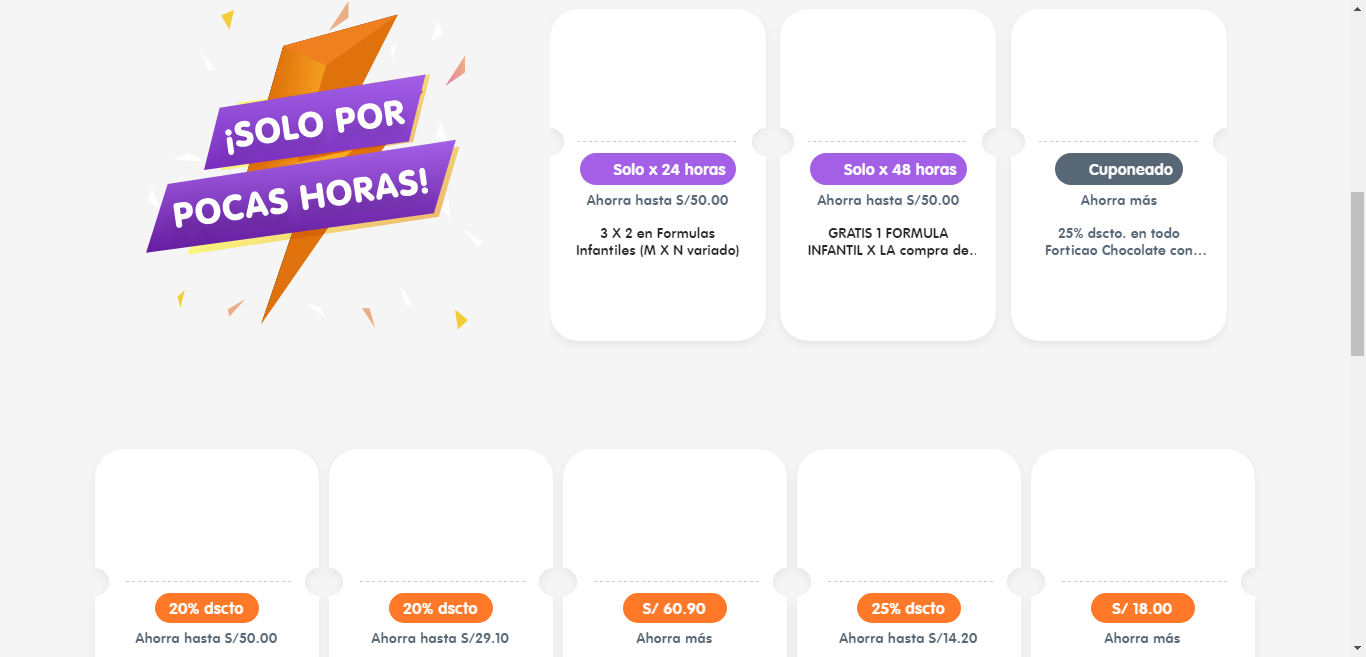 ¡SOLO POR
POCAS HORAS!
Solo x 24 horas
Ahorra hasta S/50.00
3 X 2 en Formulas
Infantiles (M X N variado)
Solo x 48 horas
Ahorra hasta S/50.00
GRATIS 1 FORMULA
INFANTIL X LA compra de..
Cuponeado
Ahorra más
25% dscto. en todo
Forticao Chocolate con...
20% dscto
Ahorra hasta S/50.00
20% dscto
Ahorra hasta S/29.10
S/ 60.90
Ahorra más
25% dscto
Ahorra hasta S/14.20
S/ 18.00
Ahorra más